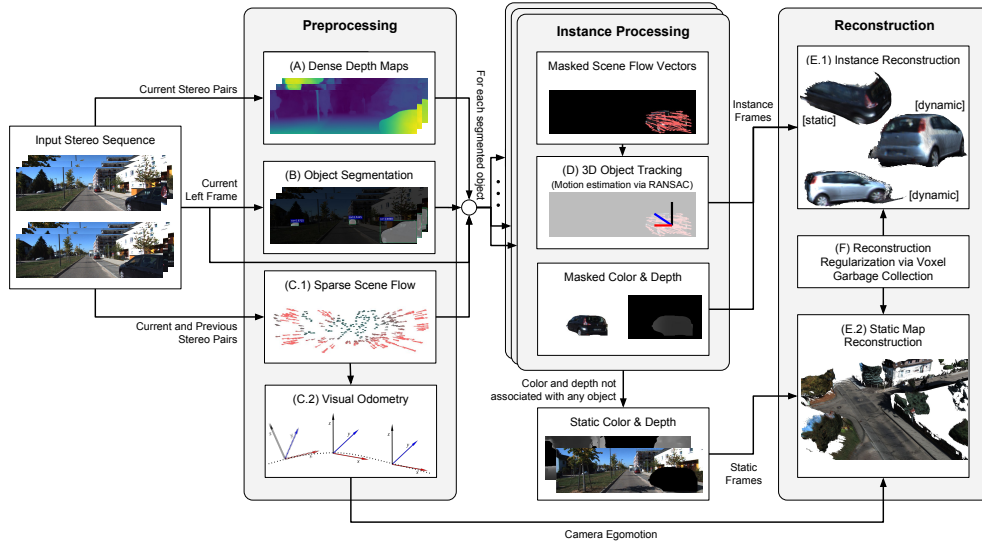 Preprocessing
Instance Processing
Reconstruction
(A) Dense Depth Maps
Current Stereo Pairs
Input Stereo Sequence
Current
Left Frame
(B) Object Segmentation
(C.1) Sparse Scene Flow
Current and Previous
Stereo Pairs
(C.2) Visual Odometry
For each segmented object
Masked Scene Flow Vectors
(D) 3D Object Tracking
(Motion estimation via RANSAC)
Masked Color & Depth
Instance
Frames
Color and depth not
associated with any object
Static Color & Depth
Static
Frames
Camera Egomotion
(E.1) Instance Reconstruction
[dynamic]
[static]
[dynamic]
(F) Reconstruction
Regularization via Voxel
Garbage Collection
(E.2) Static Map
Reconstruction